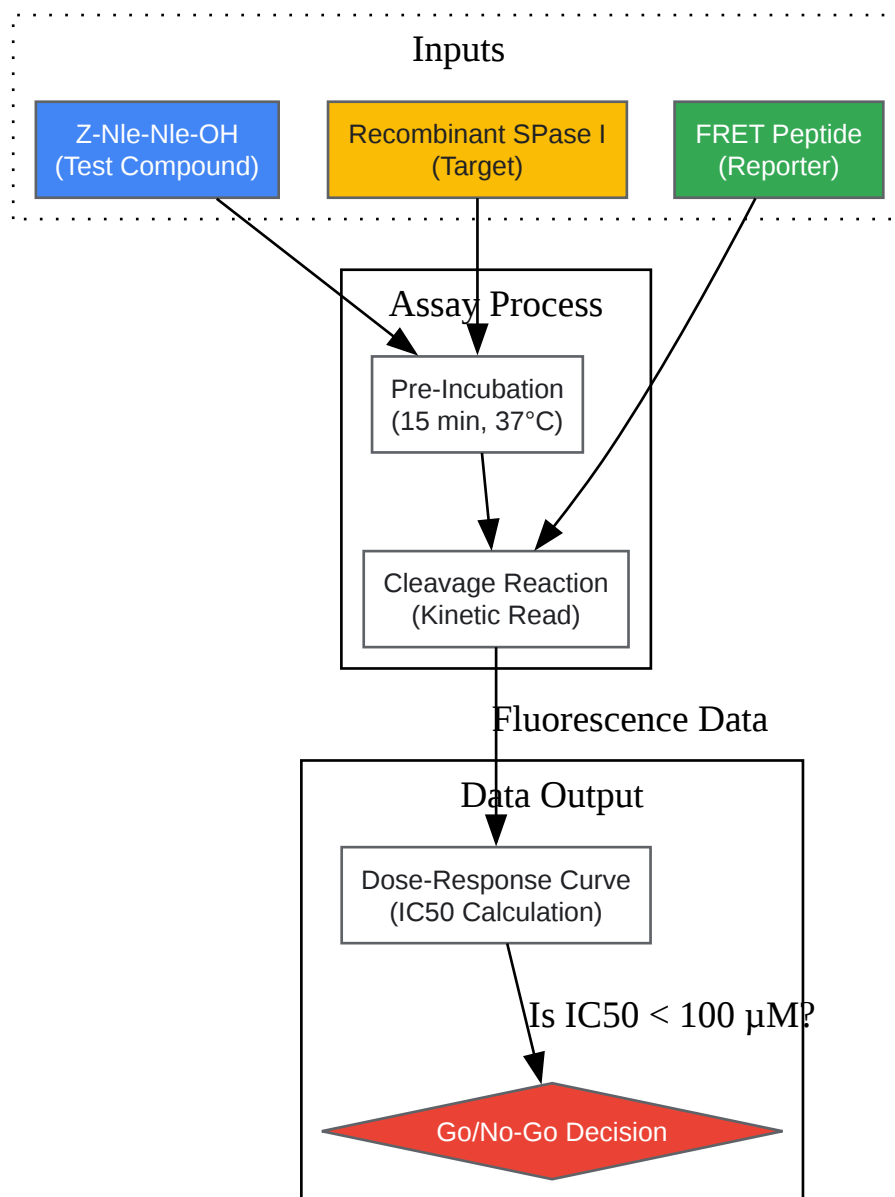 Inputs
Z-Nle-Nle-OH
(Test Compound)
Recombinant SPase I
(Target)
FRET Peptide
(Reporter)
Assay Process
Pre-Incubation
(15 min, 37°C)
Cleavage Reaction
(Kinetic Read)
Fluorescence Data
Data Output
Dose-Response Curve
(IC50 Calculation)
Is IC50 < 100 µM?
Go/No-Go Decision